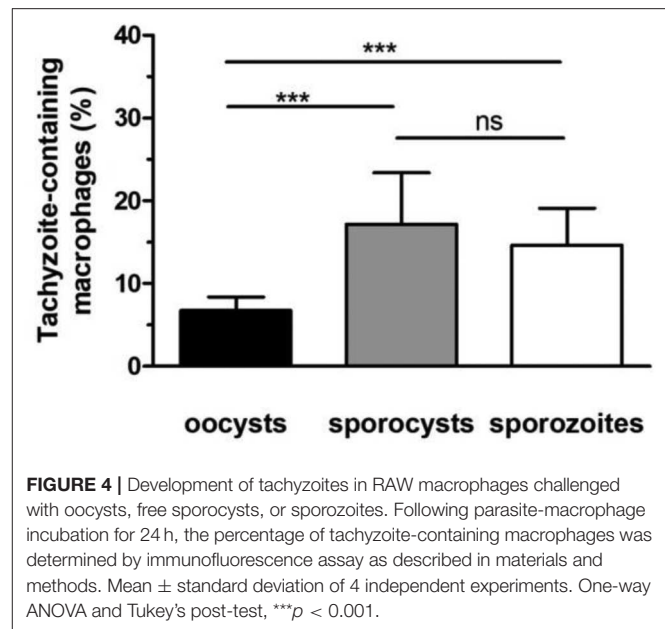 40
30
20
10
0
Tachyzoite-containing
macrophages (%)
***
***
ns
oocysts sporocysts sporozoites
FIGURE 4 | Development of tachyzoites in RAW macrophages challenged
with oocysts, free sporocysts, or sporozoites. Following parasite-macrophage
incubation for 24 h, the percentage of tachyzoite-containing macrophages was
determined by immunofluorescence assay as described in materials and
methods. Mean ± standard deviation of 4 independent experiments. One-way
ANOVA and Tukey's post-test, ***p < 0.001.